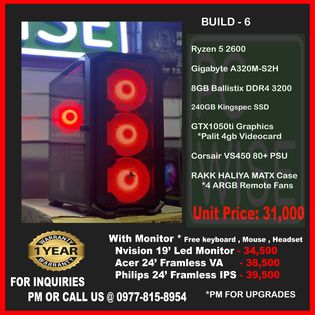 BUILD - 6
Ryzen 5 2600
Gigabyte A320M-S2H
8GB Ballistix DDR4 3200
240GB Kingspec SSD
GTX1050ti Graphics
*Palit 4gb Videocard
Corsair VS450 80+ PSU
RAKK HALIYA MATX Case
*4 ARGB Remote Fans
Unit Price: 31,000
WARRANTY
1 YEAR
WARRANTY
With Monitor * Free keyboard , Mouse , Headset
Nvision 19' Led Monitor - 34,500
Acer 24' Framless VA - 38,500
Philips 24' Framless IPS - 39,500
FOR INQUIRIES
PM OR CALL US @ 0977-815-8954
*PM FOR UPGRADES